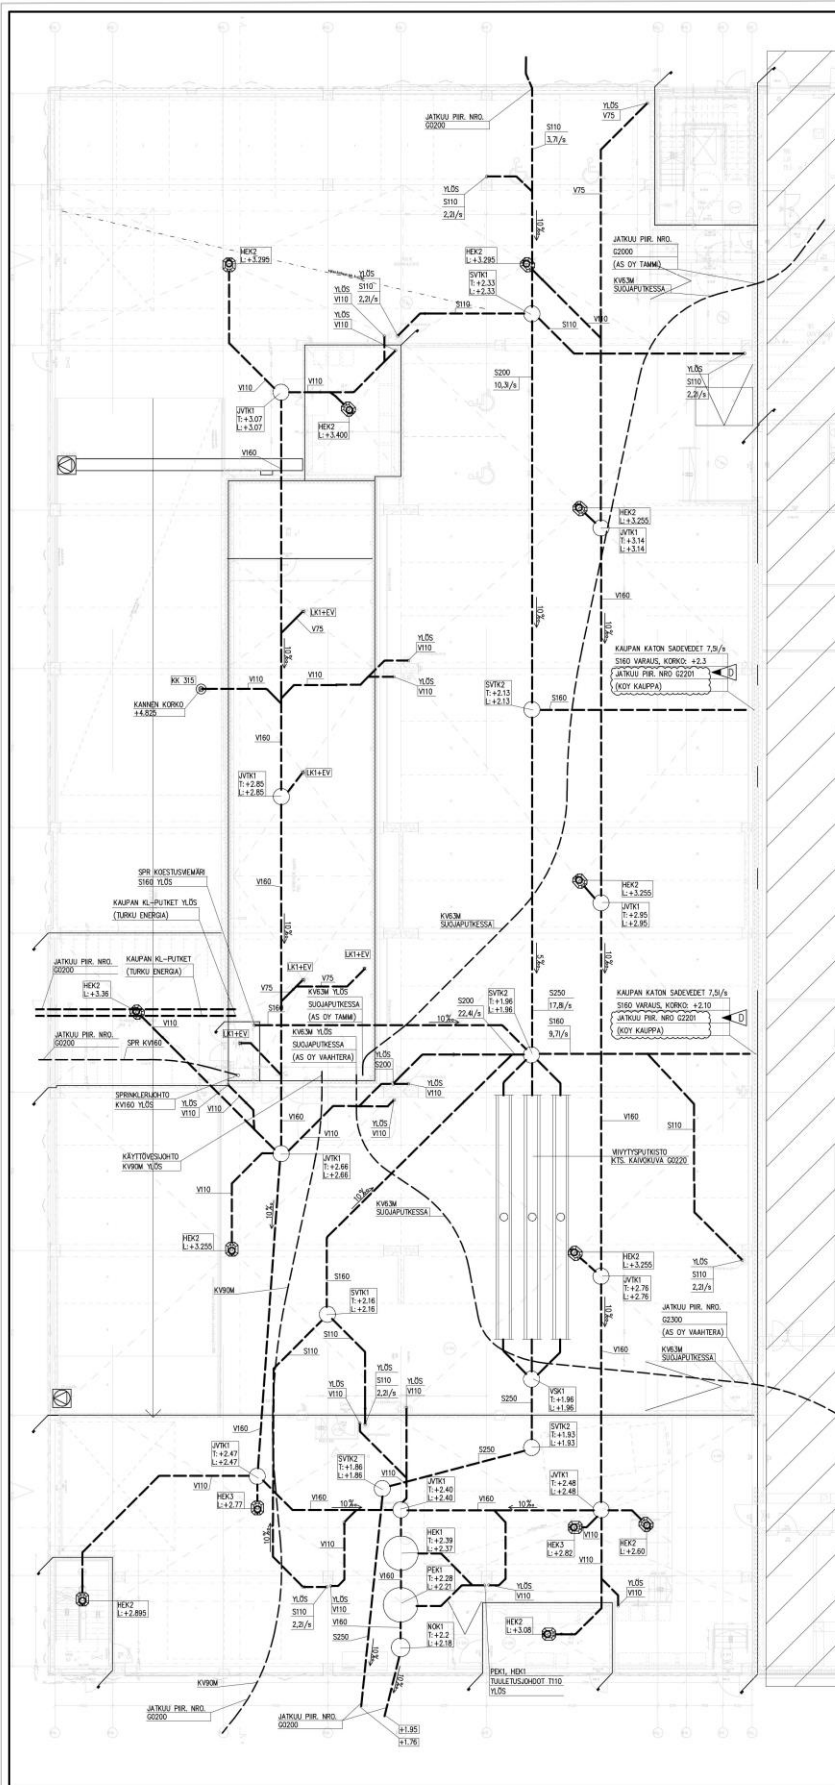 JATKUU PIIR. NRO.
G0200
S110
3,7l/s
YLÖS
V75
YLÖS
S110
2,2l/s
V75
10‰
HEK2
L:+3.295
HEK2
L:+3.295
JATKUU PIIR. NRO.
G2000
(AS OY TAMMI)
KV63M
SUOJAPUTKESSA
SVTK1
T:+2.33
L:+2.33
YLÖS
S110
2,2l/s
YLÖS
V110
S110
V110
S110
S200
10,3l/s
YLÖS
S110
2,2l/s
V110
V110
JVTK1
T:+3.07
L:+3.07
HEK2
L:+3.400
V160
HEK2
L:+3.255
JVTK1
T:+3.14
L:+3.14
V160
10‰
10‰
LK1+EV
V75
10‰
YLÖS
V110
KAUPAN KATON SADEVEDET 7,5l/s
S160 VARAUS, KORKO: +2.3
JATKUU PIIR. NRO G2201
(KOY KAUPPA)
D
KK 315
V110
V110
YLÖS
V110
SVTK2
T:+2.13
L:+2.13
S160
KANNEN KORKO
+4.825
V160
JVTK1
T:+2.85
L:+2.85
LK1+EV
SPR KOESTUSVIEMÄRI
S160 YLÖS
V160
HEK2
L:+3.255
JVTK1
T:+2.95
L:+2.95
KAUPAN KL-PUTKET YLÖS
(TURKU ENERGIA)
10‰
KV63M
SUOJAPUTKESSA
5‰
10‰
JATKUU PIIR. NRO.
G0200
KAUPAN KL-PUTKET
(TURKU ENERGIA)
LK1+EV
LK1+EV
V75
V75
HEK2
L:+3.36
KV63M YLÖS
SUOJAPUTKESSA
(AS OY TAMMI)
SVTK2
T:+1.96
L:+1.96
S250
17,8l/s
KAUPAN KATON SADEVEDET 7,5l/s
S160 VARAUS, KORKO: +2.10
JATKUU PIIR. NRO G2201
(KOY KAUPPA)
D
S160
S200
22,4l/s
S160
9,7l/s
V110
10‰
JATKUU PIIR. NRO.
G0200
SPR KV160
LK1+EV
KV63M YLÖS
SUOJAPUTKESSA
(AS OY VAAHTERA)
YLÖS
S200
SPRINKLERIJOHTO
KV160 YLÖS
YLÖS
V110
V110
YLÖS
V110
YLÖS
V110
V160
V110
V160
S110
KÄYTTÖVESIJOHTO
KV90M YLÖS
JVTK1
T:+2.66
L:+2.66
VIIVYTYSPUTKISTO
KTS. KAIVOKUVA G0220
V110
10‰
10‰
KV63M
SUOJAPUTKESSA
HEK2
L:+3.255
HEK2
L:+3.255
JVTK1
T:+2.76
L:+2.76
YLÖS
S110
2,2l/s
KV90M
S160
SVTK1
T:+2.16
L:+2.16
10‰
JATKUU PIIR. NRO.
G2300
(AS OY VAAHTERA)
KV63M
SUOJAPUTKESSA
S110
S110
V160
YLÖS
S110
2,2l/s
YLÖS
V110
YLÖS
V110
VSK1
T:+1.96
L:+1.96
S250
V160
SVTK2
T:+1.93
L:+1.93
S250
JVTK1
T:+2.47
L:+2.47
SVTK2
T:+1.86
L:+1.86
V110
JVTK1
T:+2.40
L:+2.40
JVTK1
T:+2.48
L:+2.48
V110
HEK3
L:+2.77
V160
10‰
V160
10‰
HEK3
L:+2.82
V110
HEK2
L:+2.60
10‰
V110
HEK1
T:+2.39
L:+2.37
V110
V160
PEK1
T:+2.28
L:+2.21
HEK2
L:+2.895
YLÖS
S110
2,2l/s
YLÖS
V110
YLÖS
V110
YLÖS
V110
V160
S250
NOK1
T:+2.2
L:+2.18
HEK2
L:+3.08
10‰
10‰
PEK1, HEK1
TUULETUSJOHDOT T110
YLÖS
KV90M
JATKUU PIIR. NRO.
G0200
JATKUU PIIR. NRO.
G0200
+1.95
+1.76